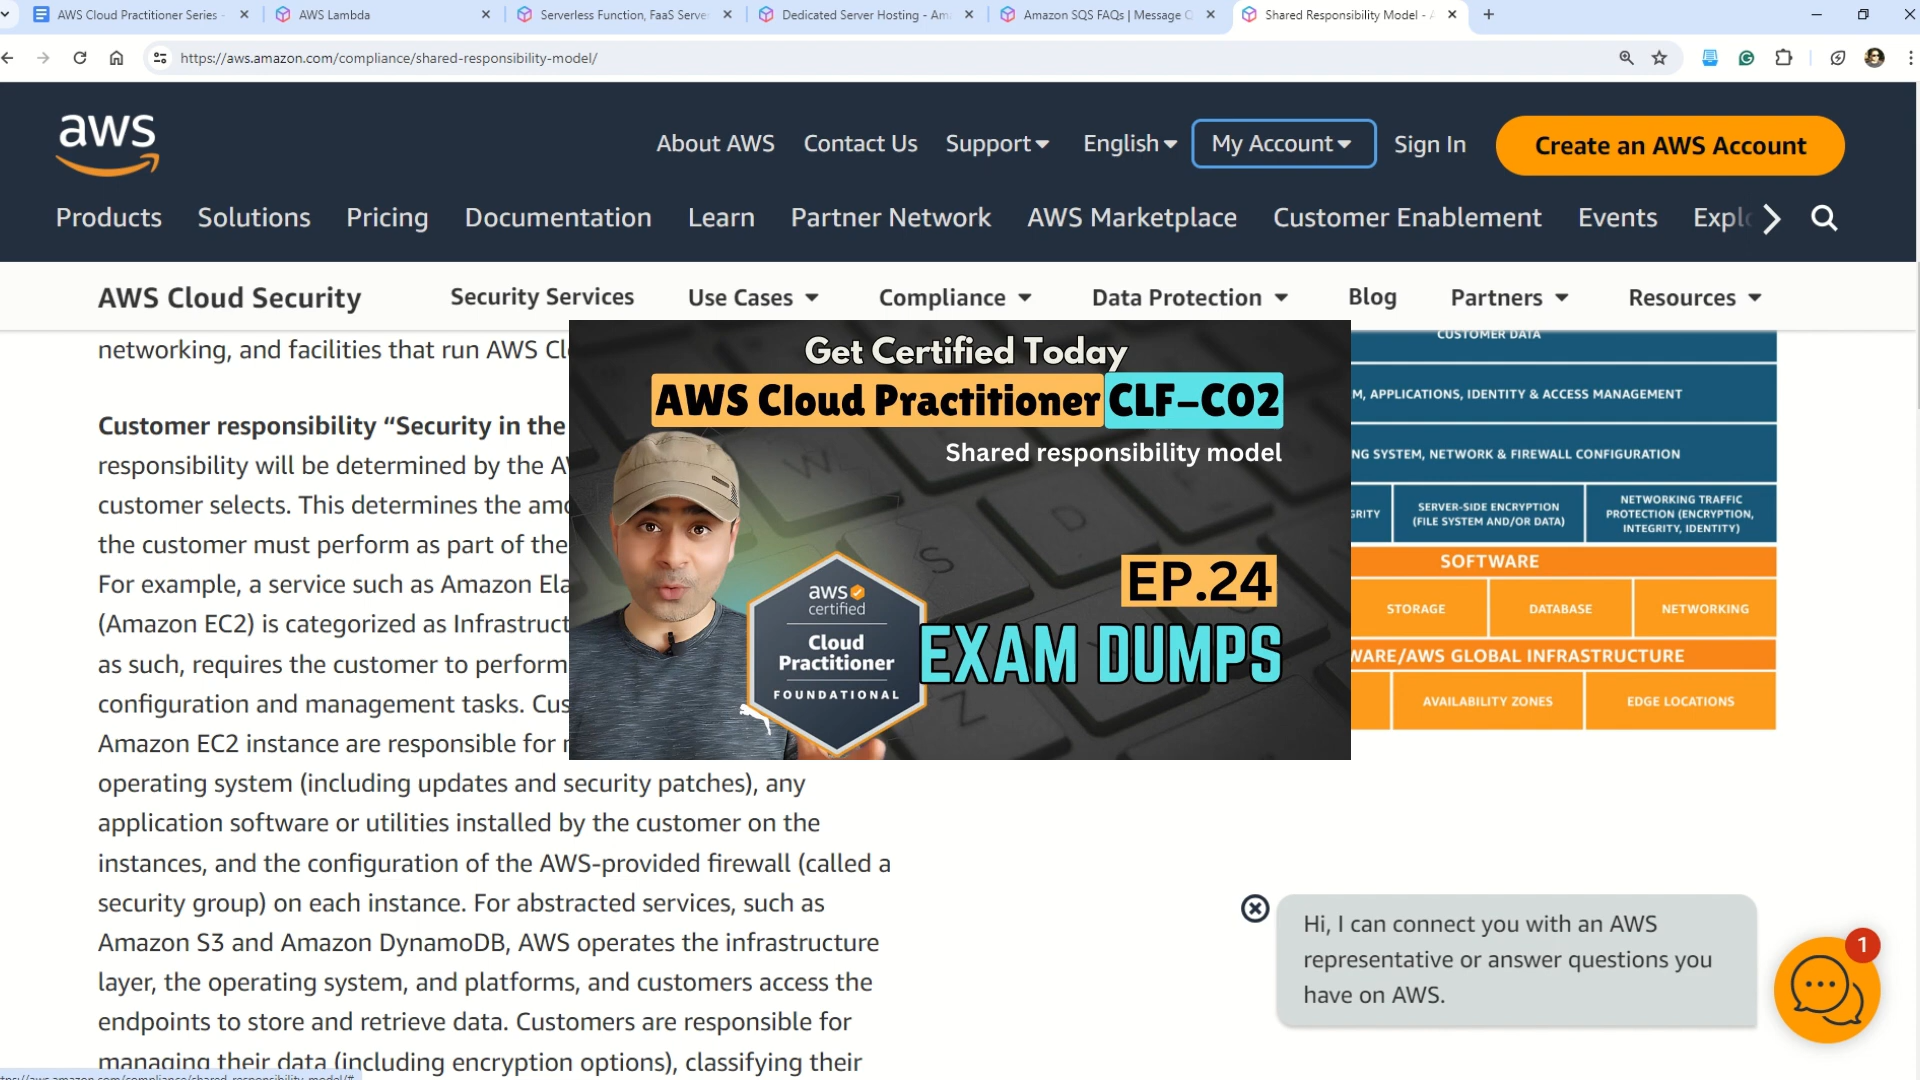 AWS Cloud Practitioner Series
AWS Lambda
Serverless Function, FaaS Serve
Dedicated Server Hosting - Am
Amazon SQS FAQs | Message Q
Shared Responsibility Model -
https://aws.amazon.com/compliance/shared-responsibility-model/
aws
About AWS
Contact Us
Support
English
My Account
Sign In
Create an AWS Account
Products
Solutions
Pricing
Documentation
Learn
Partner Network
AWS Marketplace
Customer Enablement
Events
Explo
AWS Cloud Security
Security Services
Use Cases
Compliance
Data Protection
Blog
Partners
Resources
networking, and facilities that run AWS Cl
Customer responsibility “Security in the
responsibility will be determined by the A
customer selects. This determines the amo
the customer must perform as part of the
For example, a service such as Amazon Ela
(Amazon EC2) is categorized as Infrastruct
as such, requires the customer to perform
configuration and management tasks. Cus
Amazon EC2 instance are responsible for
operating system (including updates and security patches), any
application software or utilities installed by the customer on the
instances, and the configuration of the AWS-provided firewall (called a
security group) on each instance. For abstracted services, such as
Amazon S3 and Amazon DynamoDB, AWS operates the infrastructure
layer, the operating system, and platforms, and customers access the
endpoints to store and retrieve data. Customers are responsible for
managing their data (including encryption options), classifying their
Get Certified Today
AWS Cloud Practitioner CLF-C02
Shared responsibility model
EP.24
EXAM DUMPS
aws
certified
Cloud
Practitioner
FOUNDATIONAL
W
D
S
Z
CUSTOMER DATA
M, APPLICATIONS, IDENTITY & ACCESS MANAGEMENT
NG SYSTEM, NETWORK & FIREWALL CONFIGURATION
GRITY
SERVER-SIDE ENCRYPTION
(FILE SYSTEM AND/OR DATA)
NETWORKING TRAFFIC
PROTECTION (ENCRYPTION,
INTEGRITY, IDENTITY)
SOFTWARE
STORAGE
DATABASE
NETWORKING
WARE/AWS GLOBAL INFRASTRUCTURE
AVAILABILITY ZONES
EDGE LOCATIONS
Hi, I can connect you with an AWS
representative or answer questions you
have on AWS.
1